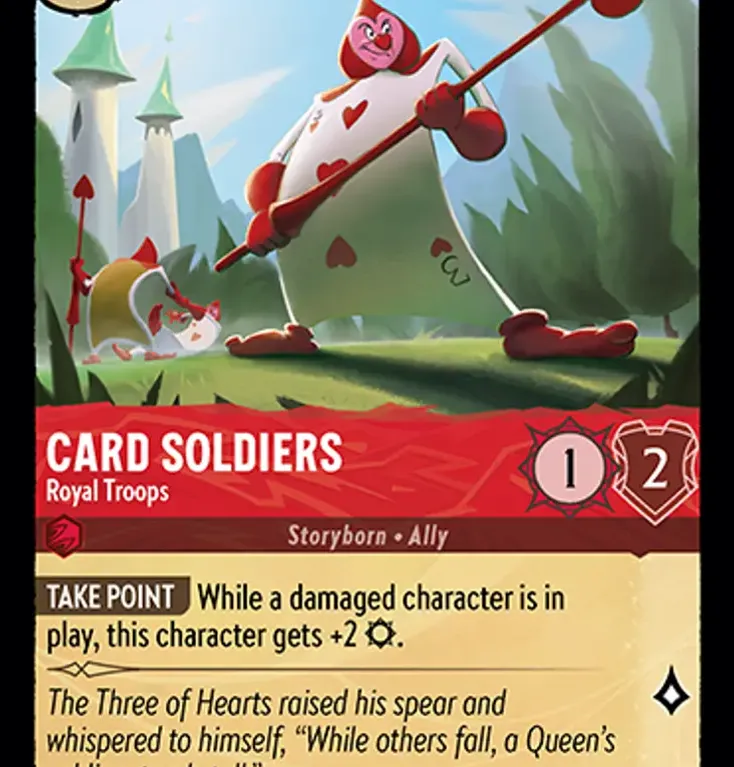 3
CARD SOLDIERS
1
2
Royal Troops
Storyborn • Ally
TAKE POINT While a damaged character is in
play, this character gets +2 .
The Three of Hearts raised his spear and
whispered to himself, “While others fall, a Queen’s